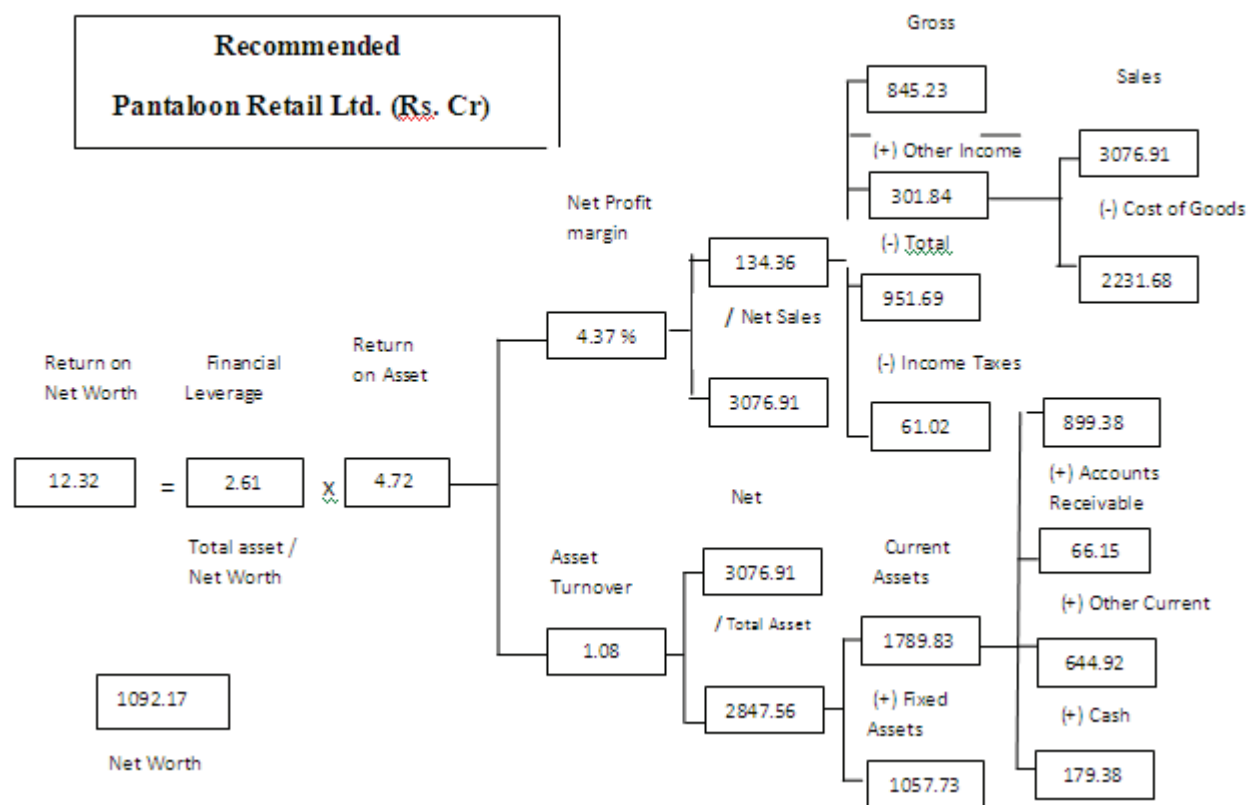 Recommended
Pantaloon Retail Ltd. (Rs. Cr)
Gross
845.23
(+) Other Income
301.84
(-) Total
951.69
(-) Income Taxes
61.02
Sales
3076.91
(-) Cost of Goods
2231.68
Net Profit
margin
4.37 %
134.36
/ Net Sales
3076.91
Return on
Net Worth
12.32
=
Financial
Leverage
2.61
Total asset /
Net Worth
x
Return
on Asset
4.72
Asset
Turnover
1.08
Net
3076.91
/ Total Asset
2847.56
Current
Assets
1789.83
(+) Fixed
Assets
1057.73
899.38
(+) Accounts
Receivable
66.15
(+) Other Current
644.92
(+) Cash
179.38
1092.17
Net Worth